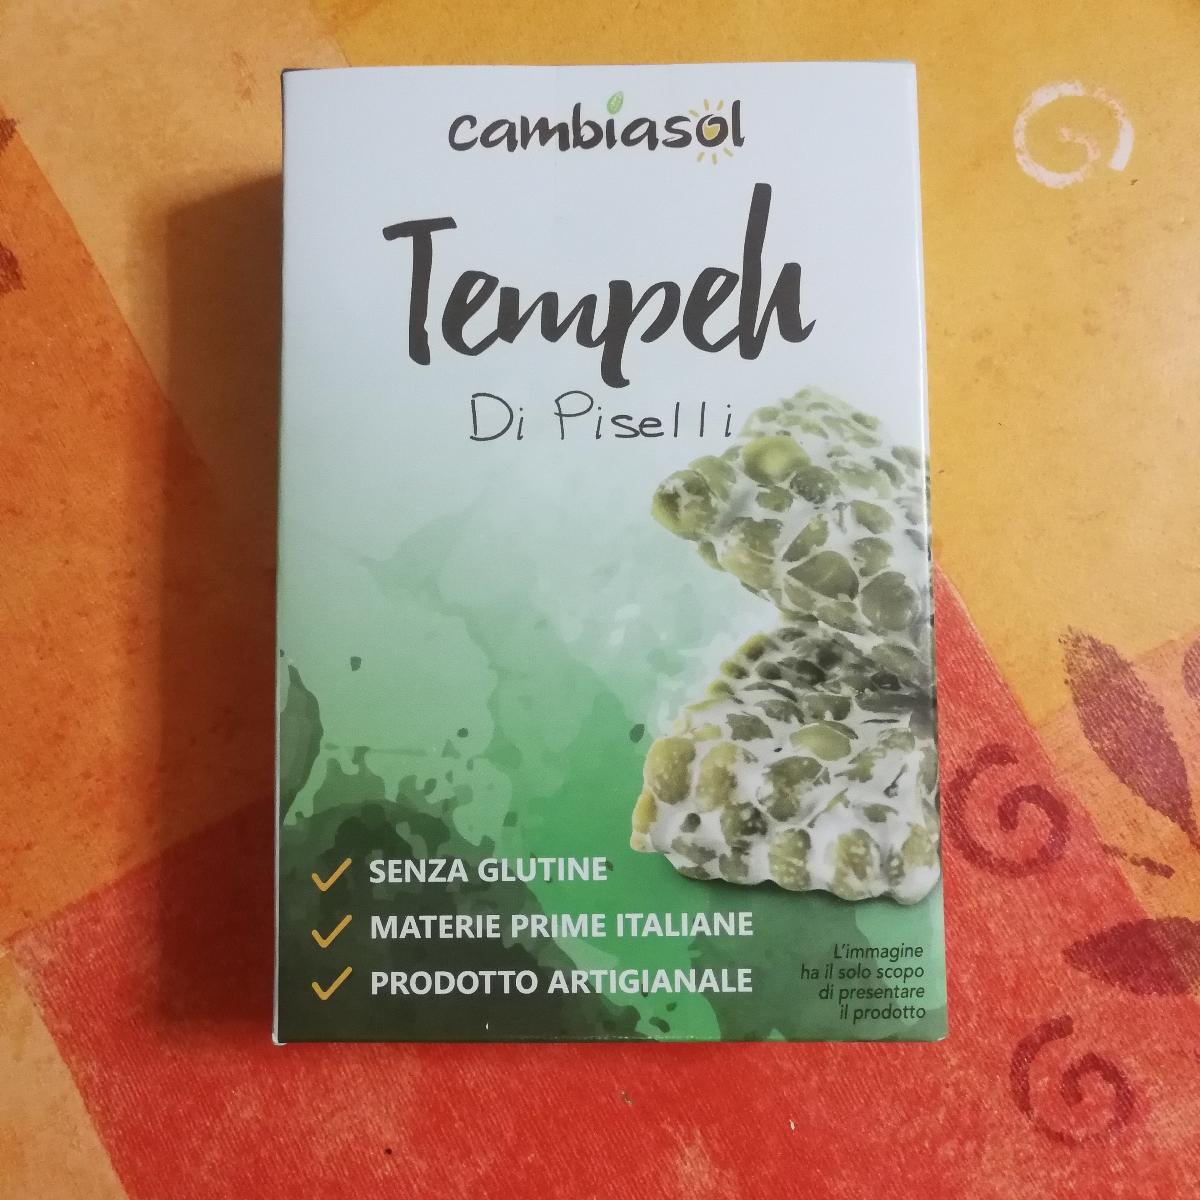 cambiasol
Tempeh
Di Piselli
SENZA GLUTINE
MATERIE PRIME ITALIANE
PRODOTTO ARTIGIANALE
L'immagine
ha il solo scopo
di presentare
il prodotto